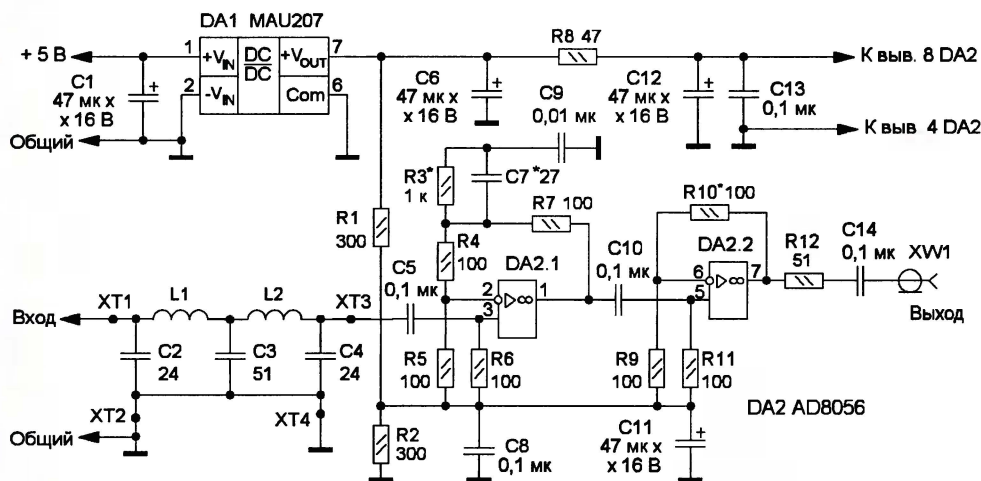 DA1 MAU207
+ 5 В
1
+VIN
DC
DC
+VOUT
7
R8 47
К выв. 8 DA2
C1
47 мк х
х 16 В
2
-VIN
Com
6
C6
47 мк х
х 16 В
C9
0,01 мк
C12
47 мк х
х 16 В
C13
0,1 мк
Общий
К выв. 4 DA2
R3*
1 к
C7*27
R1
300
R7 100
R10*100
R4
100
C5
0,1 мк
DA2.1
C10
0,1 мк
DA2.2
R12
51
C14
0,1 мк
XW1
2
3
▷∞
1
6
5
▷∞
7
Вход
XT1
L1
L2
XT3
Выход
C2
24
C3
51
C4
24
R5
100
R6
100
R9
100
R11
100
XT2
XT4
DA2 AD8056
Общий
R2
300
C8
0,1 мк
C11
47 мк х
х 16 В